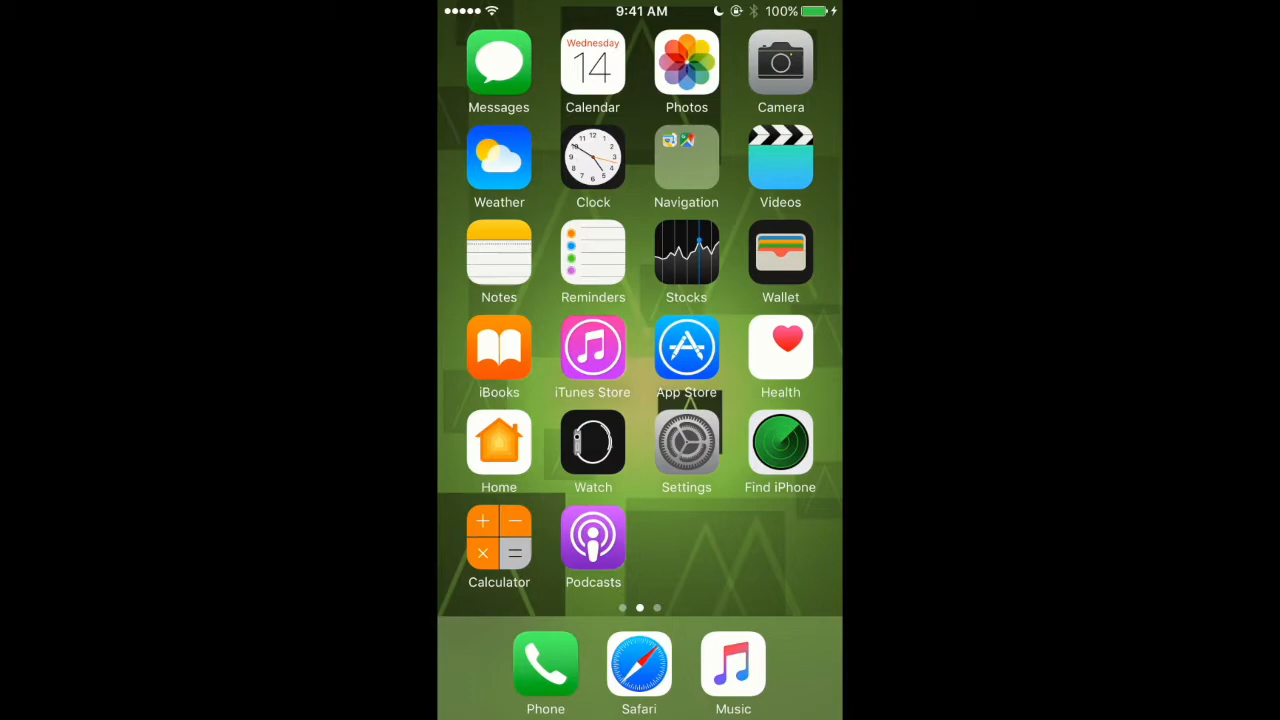 9:41 AM 100%
Wednesday
14
Messages Calendar Photos Camera
Weather Clock Navigation Videos
Notes Reminders Stocks Wallet
iBooks iTunes Store App Store Health
Home Watch Settings Find iPhone
Calculator Podcasts
Phone Safari Music